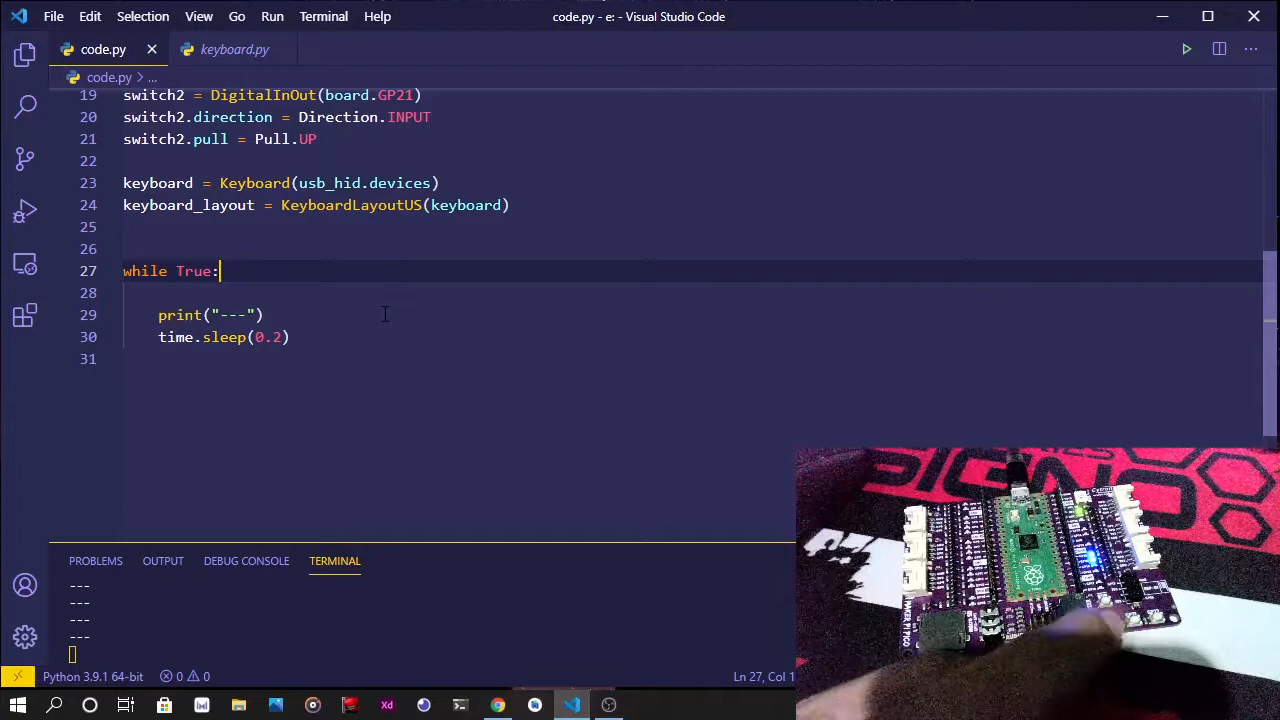 File Edit Selection View Go Run Terminal Help code.py - e: - Visual Studio Code
code.py keyboard.py
code.py > ...
19 switch2 = DigitalInOut(board.GP21)
20 switch2.direction = Direction.INPUT
21 switch2.pull = Pull.UP
22
23 keyboard = Keyboard(usb_hid.devices)
24 keyboard_layout = KeyboardLayoutUS(keyboard)
25
26
27 while True:
28
29 print("---")
30 time.sleep(0.2)
31
PROBLEMS OUTPUT DEBUG CONSOLE TERMINAL
---
---
---
---
Python 3.9.1 64-bit 0 0 Ln 27, Col 1
Xd